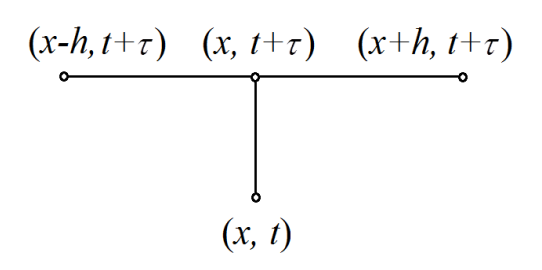 (x-h, t+τ) (x, t+τ) (x+h, t+τ)
(x, t)